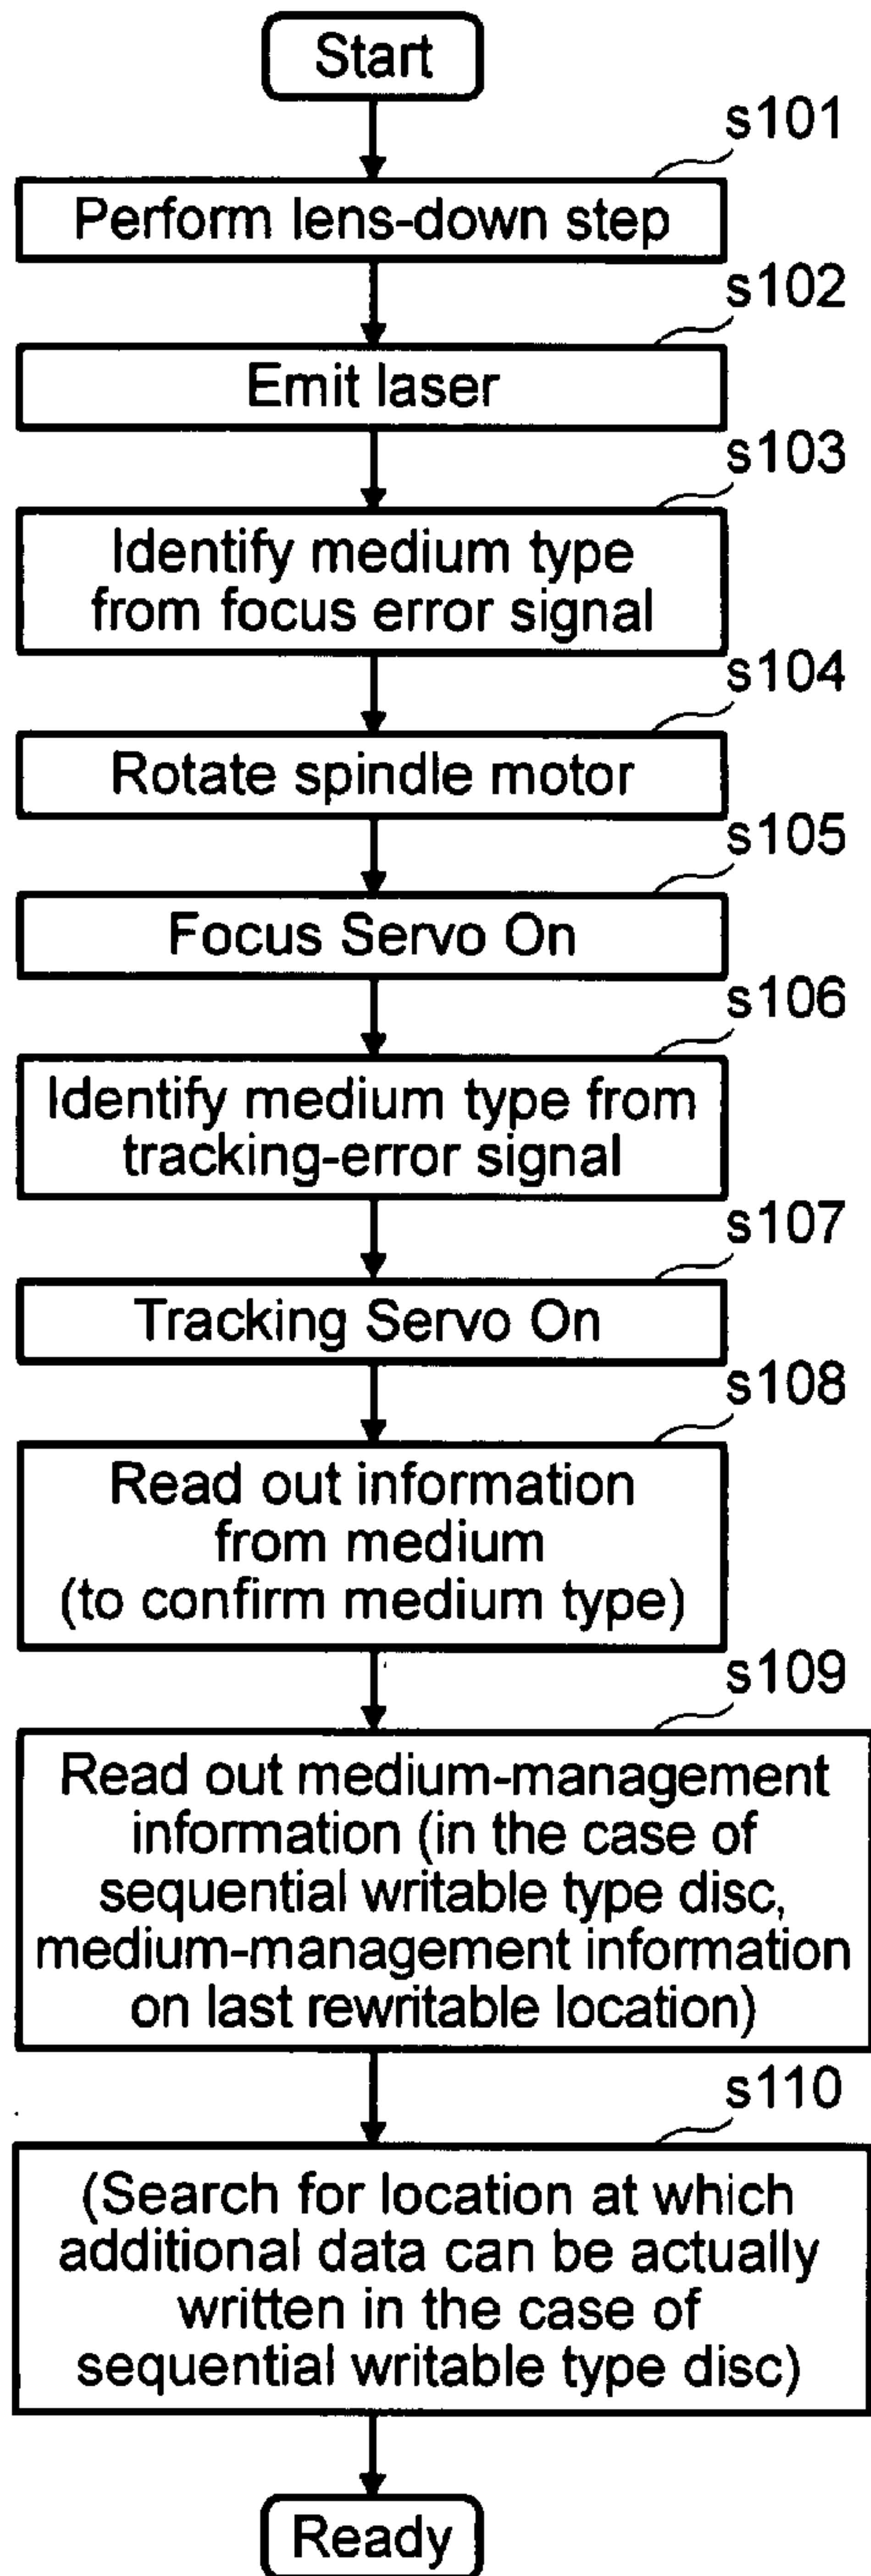 Start
s101
Perform lens-down step
s102
Emit laser
s103
Identify medium type
from focus error signal
s104
Rotate spindle motor
s105
Focus Servo On
s106
Identify medium type from
tracking-error signal
s107
Tracking Servo On
s108
Read out information
from medium
(to confirm medium type)
s109
Read out medium-management
information (in the case of
sequential writable type disc,
medium-management information
on last rewritable location)
s110
(Search for location at which
additional data can be actually
written in the case of
sequential writable type disc)
Ready